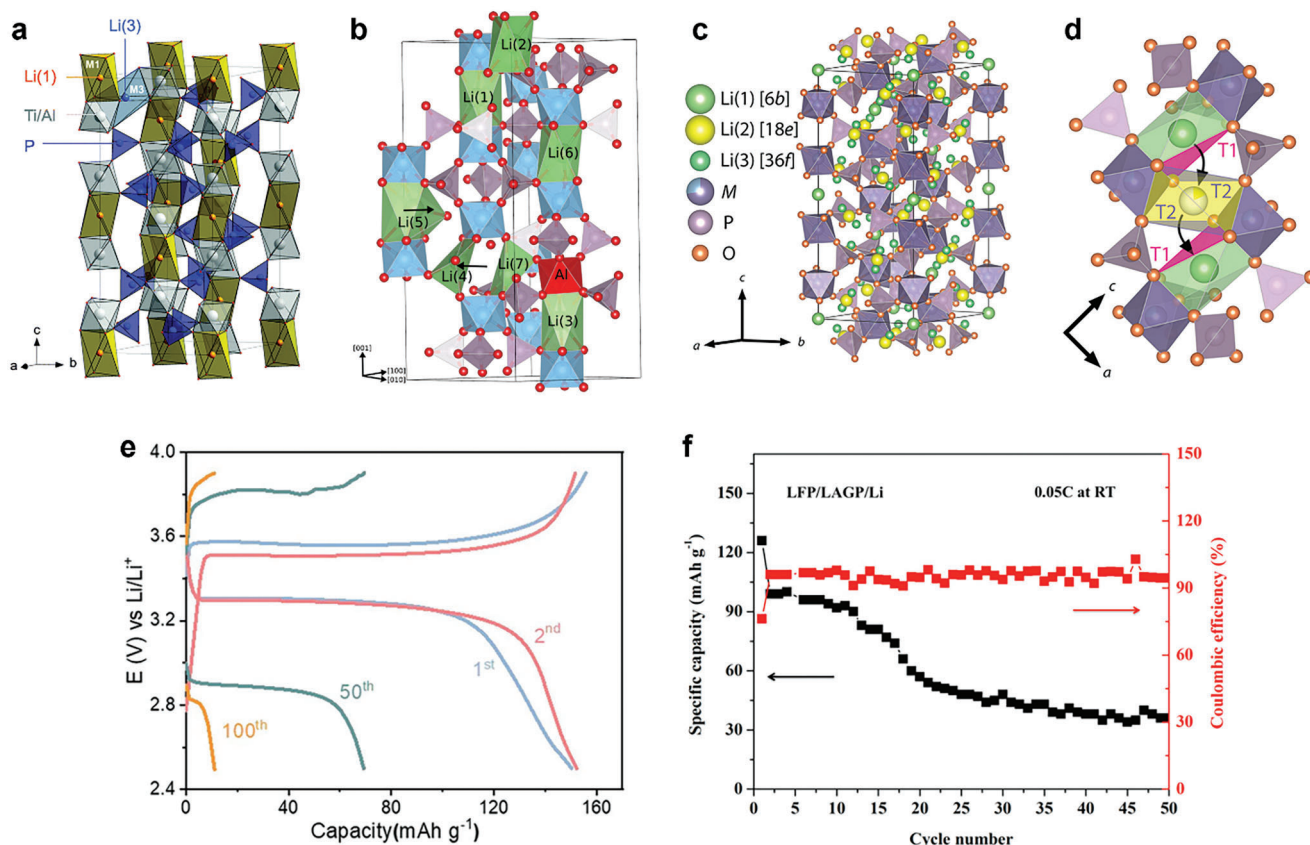 a
Li(3)
M1
Li(1)
M3
Ti/Al
P
c
a
b
b
Li(2)
Li(1)
Li(6)
Li(5)
Li(4)
Li(7)
Al
Li(3)
[001]
[100]
[010]
c
Li(1) [6b]
Li(2) [18e]
Li(3) [36f]
M
P
O
c
a
b
d
T1
T2
T2
T1
c
a
e
4.0
3.6
3.2
2.8
2.4
E (V) vs Li/Li⁺
2ⁿᵈ
1ˢᵗ
50ᵗʰ
100ᵗʰ
0
40
80
120
160
Capacity(mAh g⁻¹)
f
LFP/LAGP/Li
0.05C at RT
150
120
90
60
30
0
Specific capacity (mAh g⁻¹)
150
120
90
60
30
0
Coulombic efficiency (%)
0
5
10
15
20
25
30
35
40
45
50
Cycle number